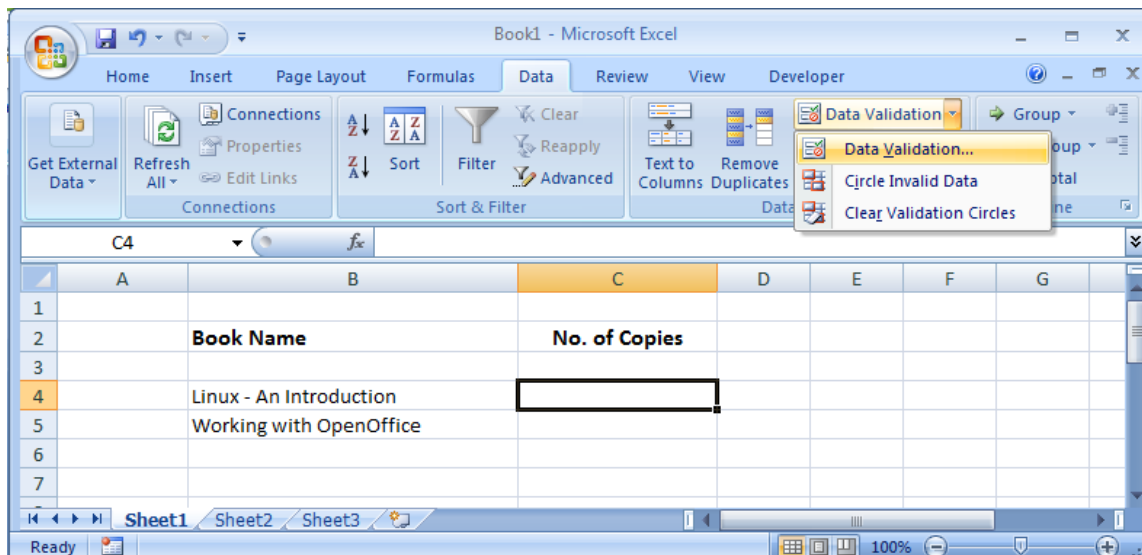 Book1 - Microsoft Excel
Home Insert Page Layout Formulas Data Review View Developer
Get External Data
Refresh All
Connections
Properties
Edit Links
Connections
Sort
Filter
Clear
Reapply
Advanced
Sort & Filter
Text to Columns
Remove Duplicates
Data Validation
Data Validation...
Circle Invalid Data
Clear Validation Circles
Data
Group
C4
fx
A B C D E F G
1
2 Book Name No. of Copies
3
4 Linux - An Introduction
5 Working with OpenOffice
6
7
Sheet1 Sheet2 Sheet3
Ready 100%